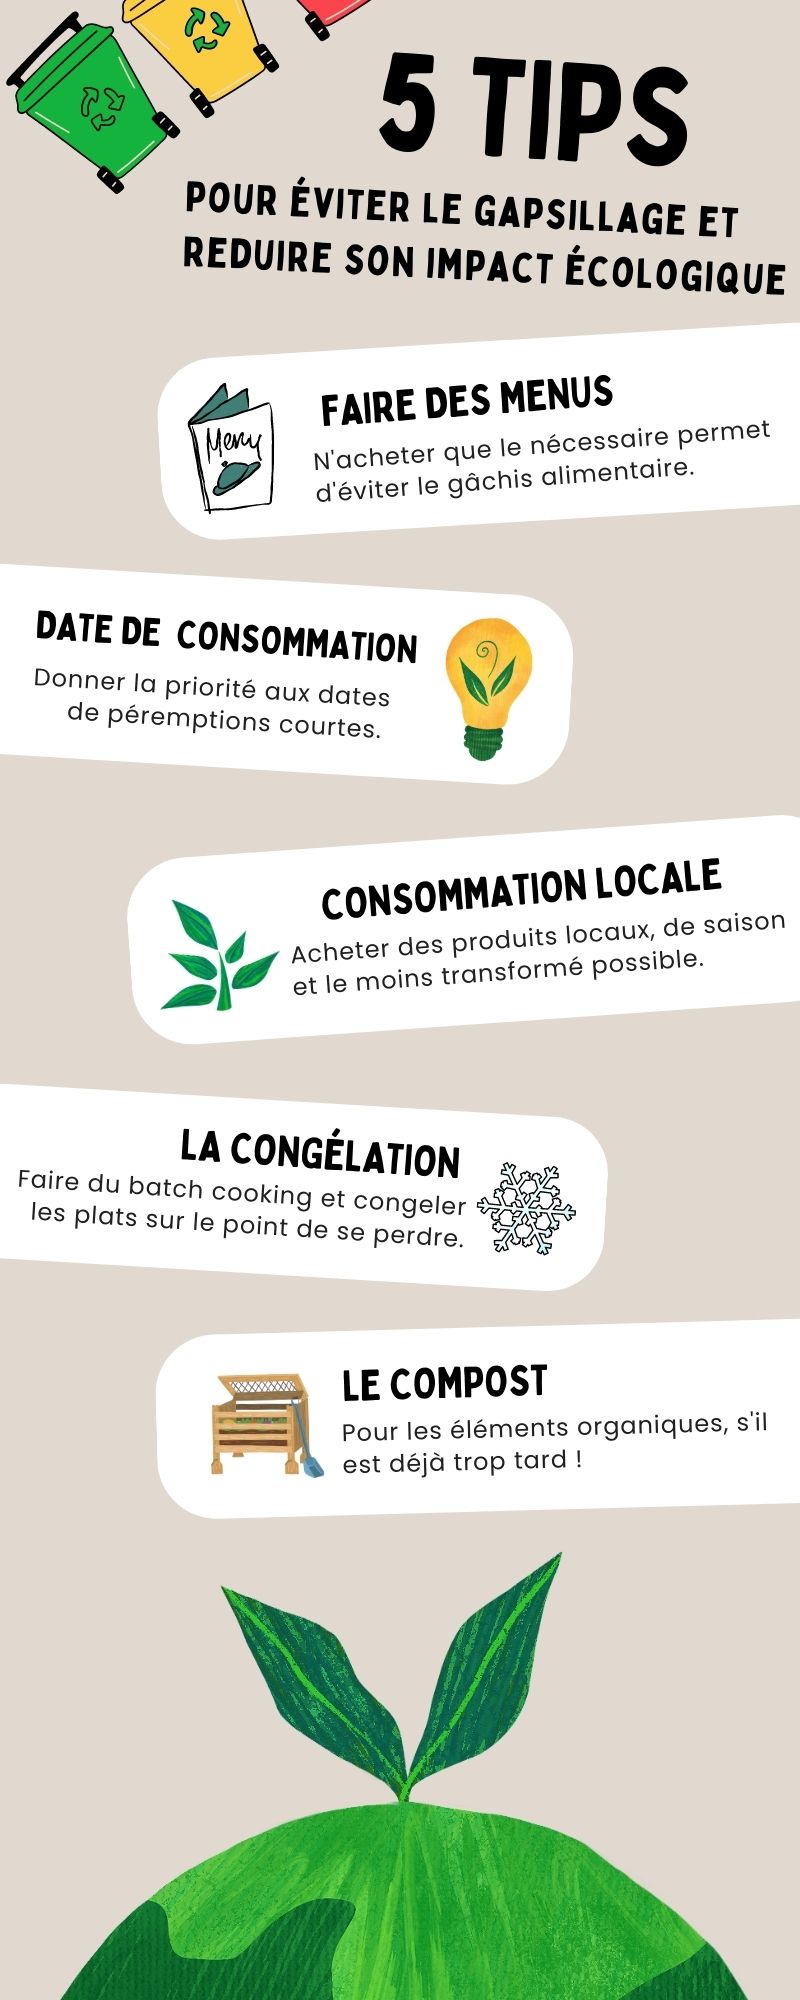 5 TIPS
POUR ÉVITER LE GAPSILLAGE ET
REDUIRE SON IMPACT ÉCOLOGIQUE
Menu
FAIRE DES MENUS
N'acheter que le nécessaire permet
d'éviter le gâchis alimentaire.
DATE DE CONSOMMATION
Donner la priorité aux dates
de péremptions courtes.
CONSOMMATION LOCALE
Acheter des produits locaux, de saison
et le moins transformé possible.
LA CONGÉLATION
Faire du batch cooking et congeler
les plats sur le point de se perdre.
LE COMPOST
Pour les éléments organiques, s'il
est déjà trop tard !